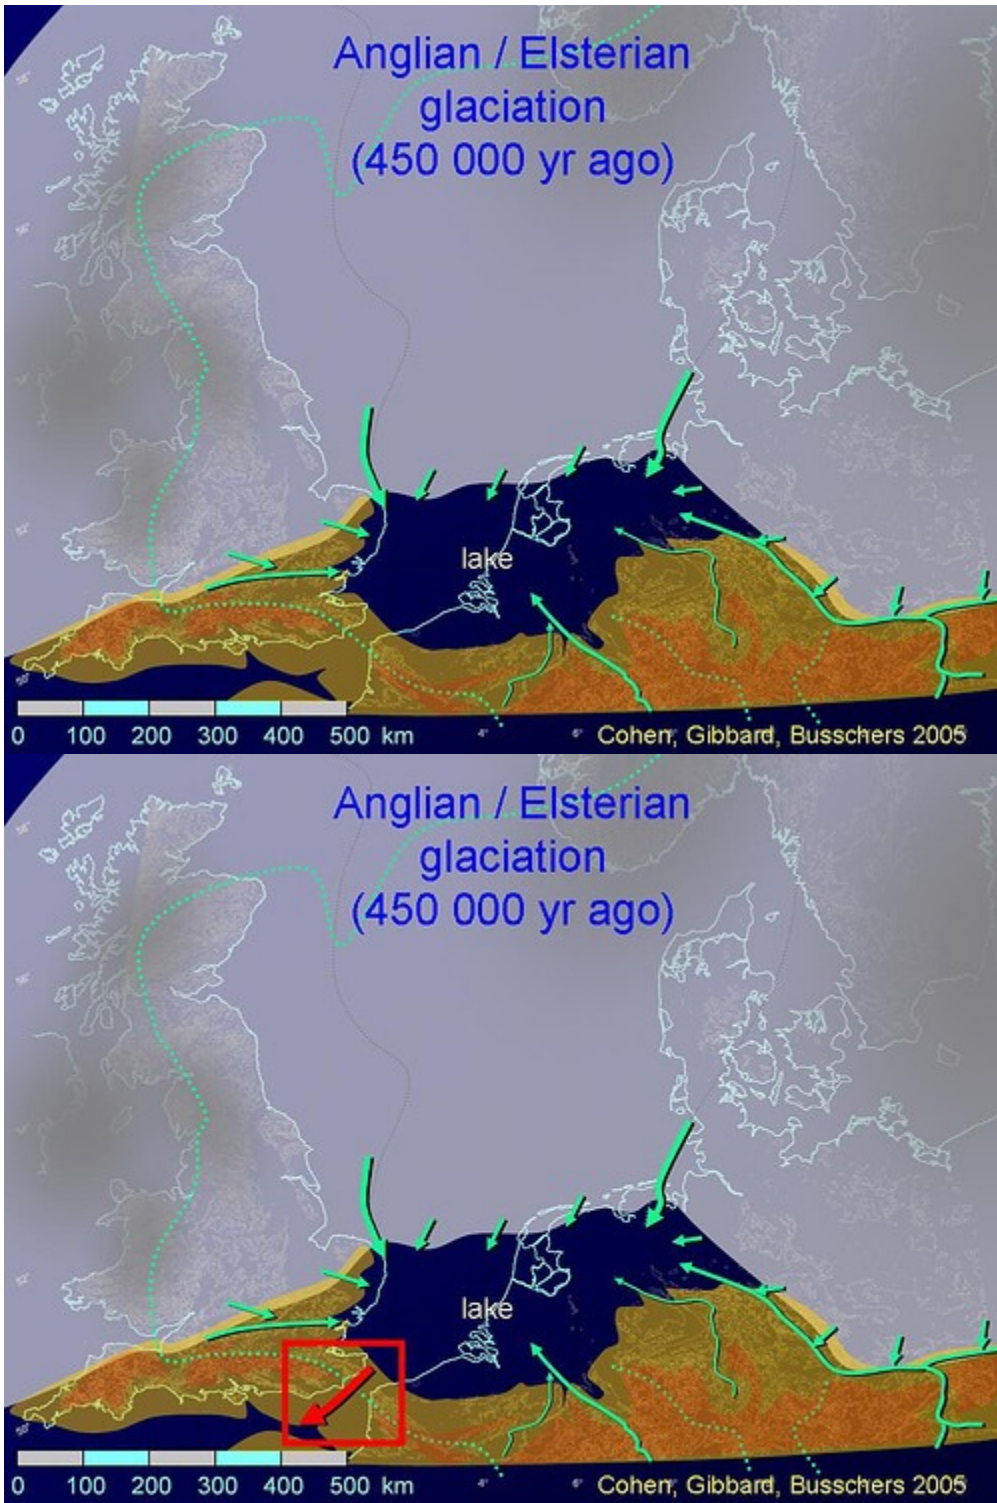 Anglian / Elsterian
glaciation
(450 000 yr ago)
lake
0 100 200 300 400 500 km
Cohen, Gibbard, Busschers 2005
Anglian / Elsterian
glaciation
(450 000 yr ago)
lake
0 100 200 300 400 500 km
Cohen, Gibbard, Busschers 2005